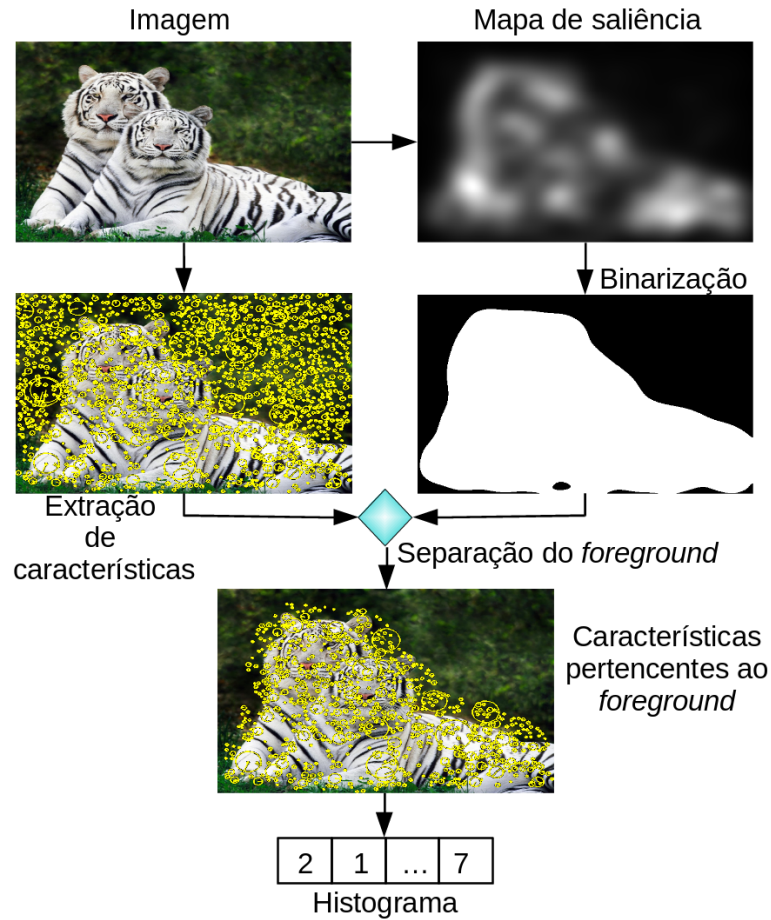 Imagem
Mapa de saliência
Binarização
Extração
de
características
Separação do foreground
Características
pertencentes ao
foreground
2 1 ... 7
Histograma